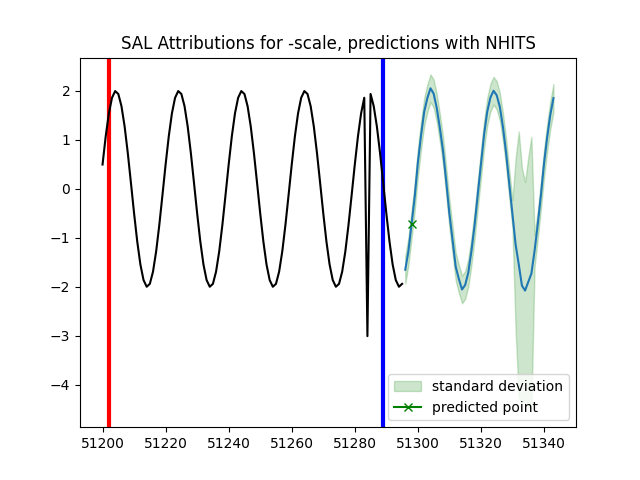 SAL Attributions for -scale, predictions with NHITS
2
1
0
−1
−2
−3
−4
standard deviation
predicted point
51200 51220 51240 51260 51280 51300 51320 51340